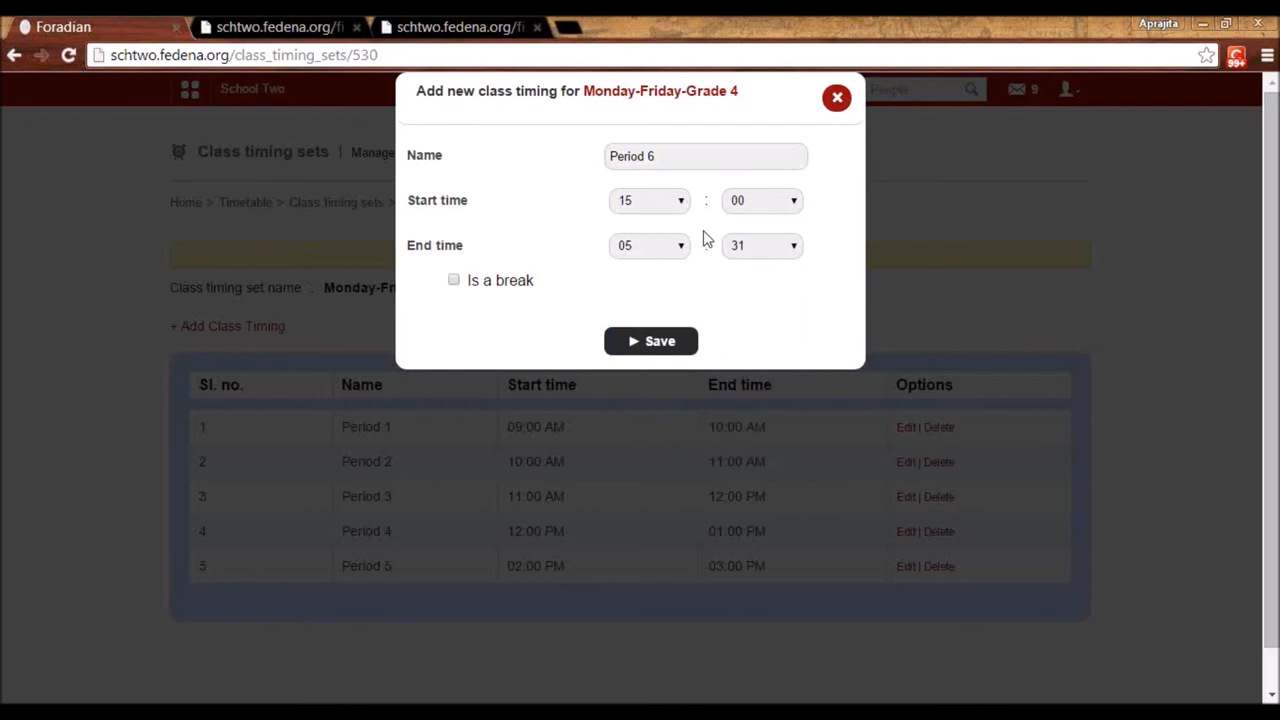 Foradian
schtwo.fedena.org/fi
schtwo.fedena.org/fi
Aprajita
schtwo.fedena.org/class_timing_sets/530
99+
School Two
People
9
Add new class timing for Monday-Friday-Grade 4
Class timing sets | Manage
Name Period 6
Start time 15 : 00
Home > Timetable > Class timing sets >
End time 05 : 31
Is a break
Class timing set name : Monday-Fr
+ Add Class Timing
Save
Sl. no. Name Start time End time Options
1 Period 1 09:00 AM 10:00 AM Edit | Delete
2 Period 2 10:00 AM 11:00 AM Edit | Delete
3 Period 3 11:00 AM 12:00 PM Edit | Delete
4 Period 4 12:00 PM 01:00 PM Edit | Delete
5 Period 5 02:00 PM 03:00 PM Edit | Delete